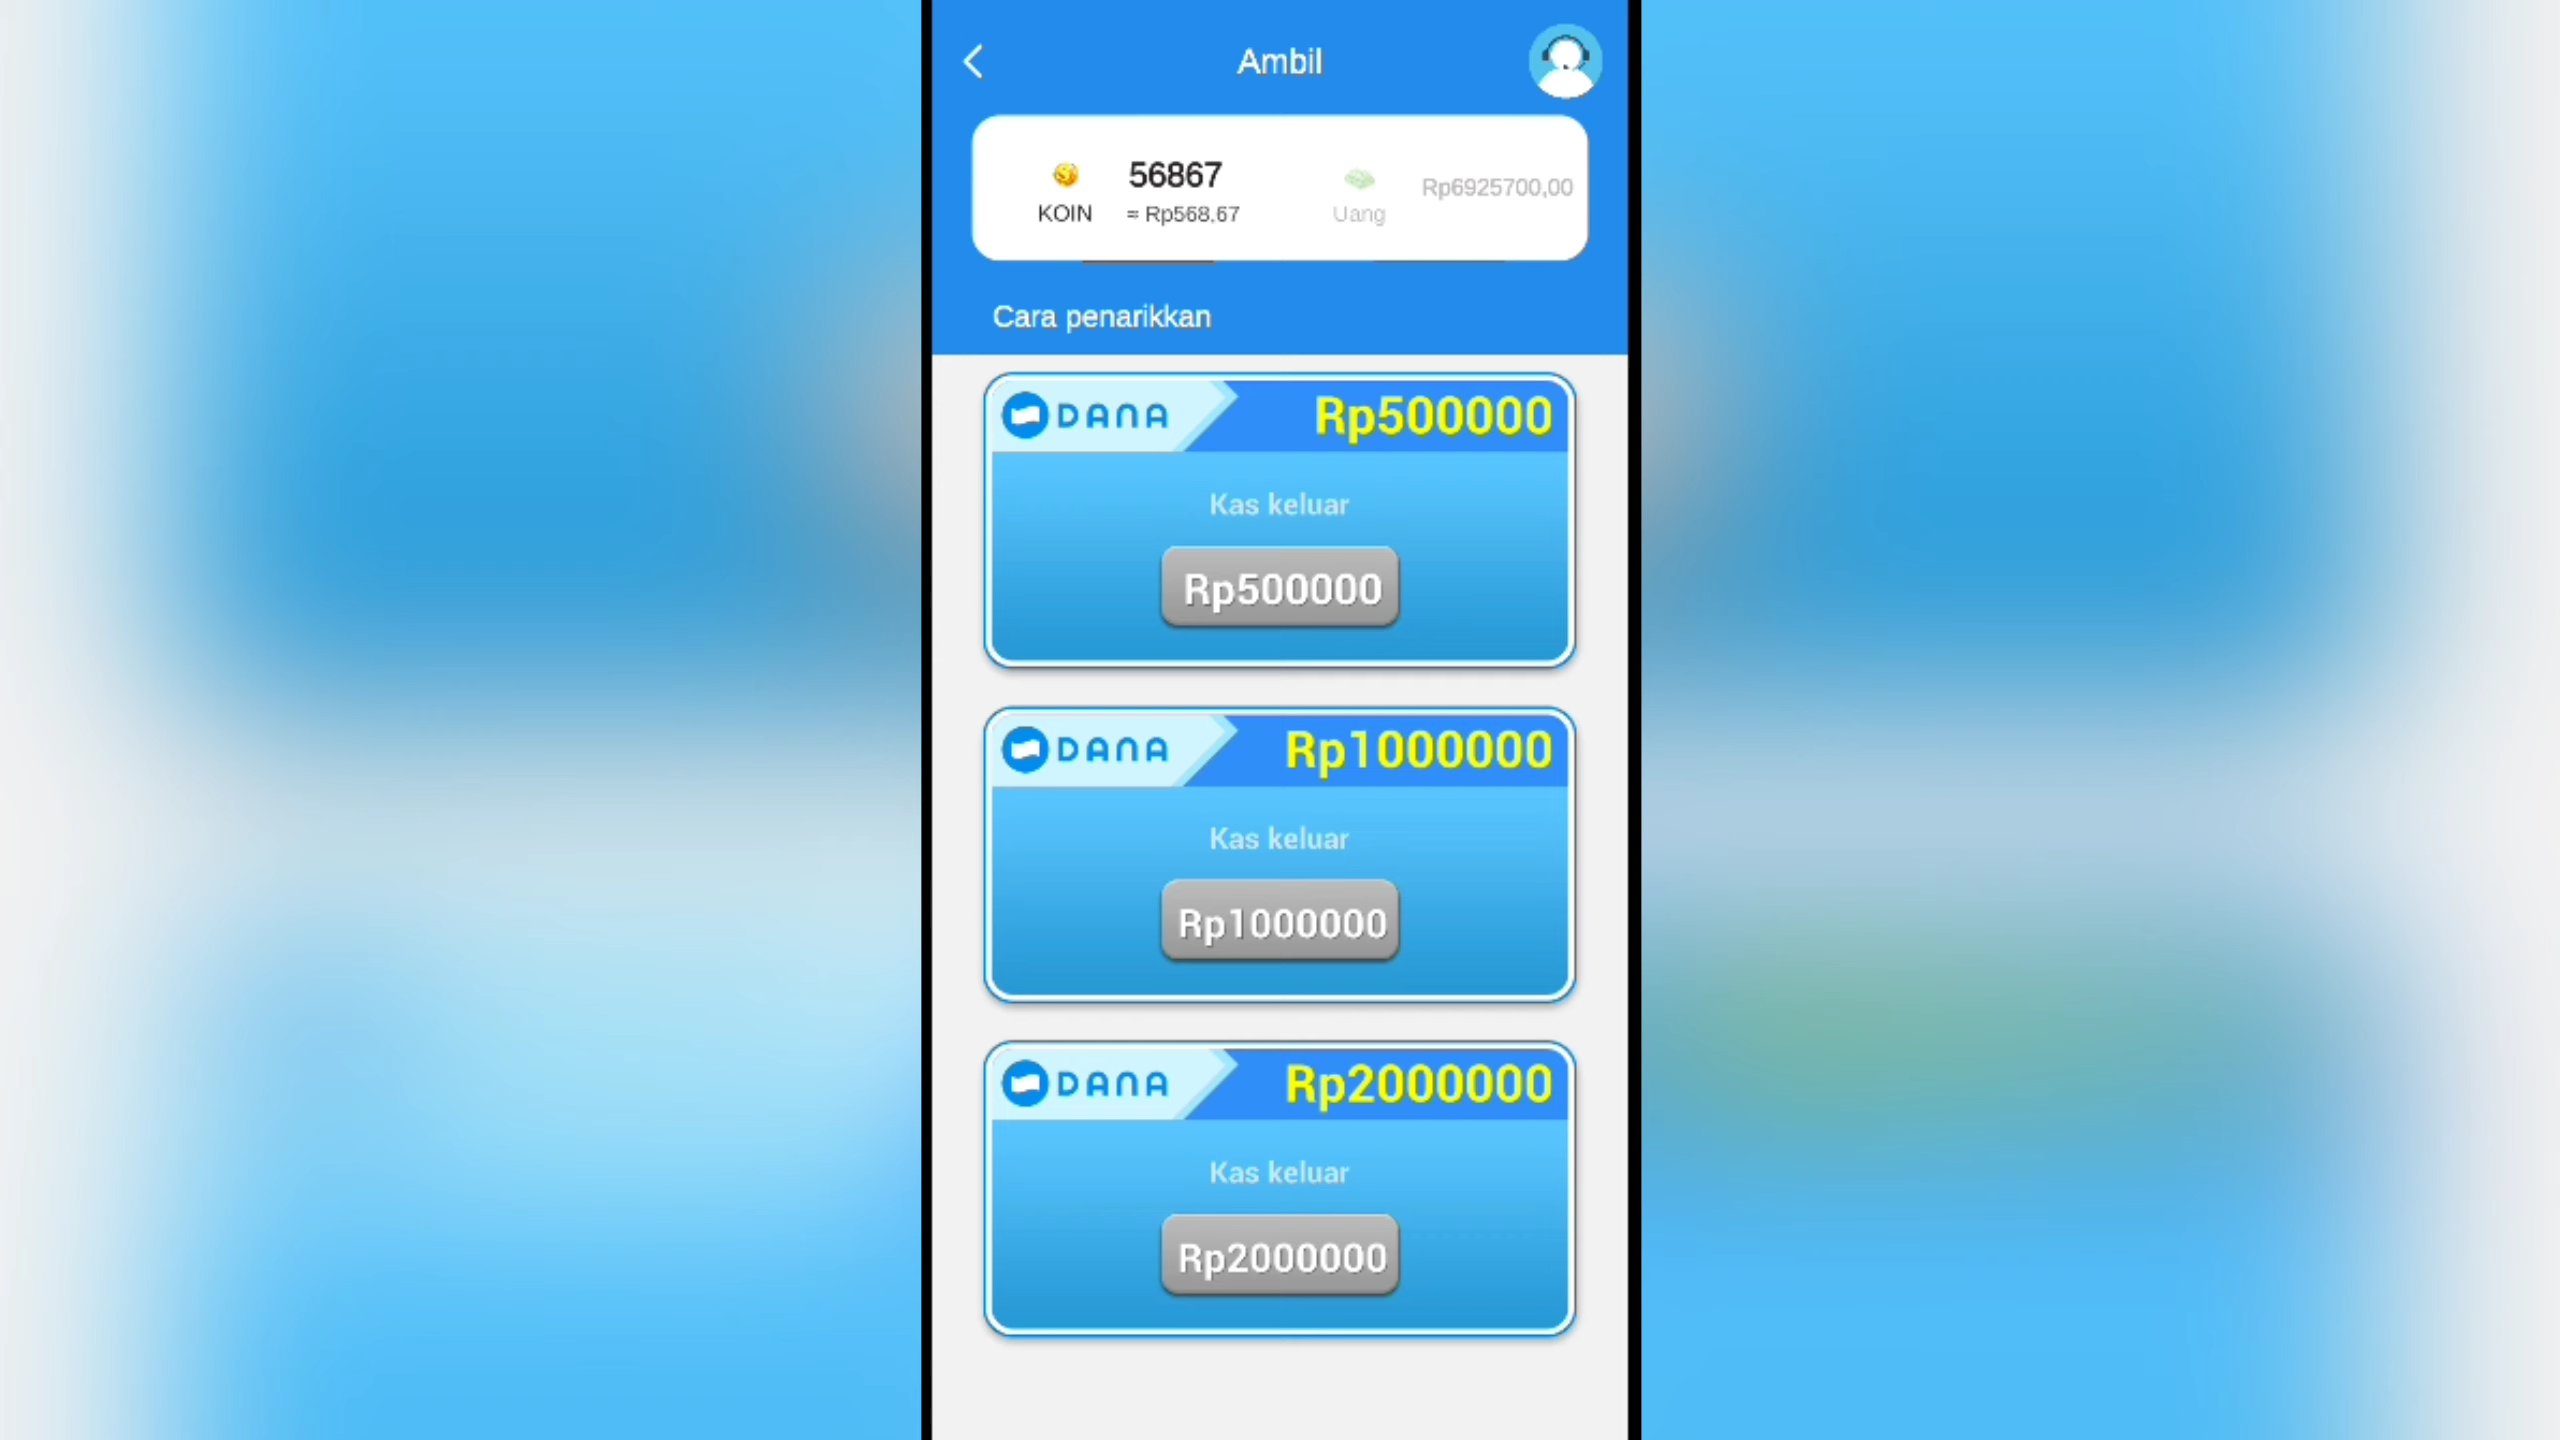 Ambil
56867
KOIN
= Rp568,67
Rp6925700,00
Uang
Cara penarikkan
DANA
Rp500000
Kas keluar
Rp500000
DANA
Rp1000000
Kas keluar
Rp1000000
DANA
Rp2000000
Kas keluar
Rp2000000